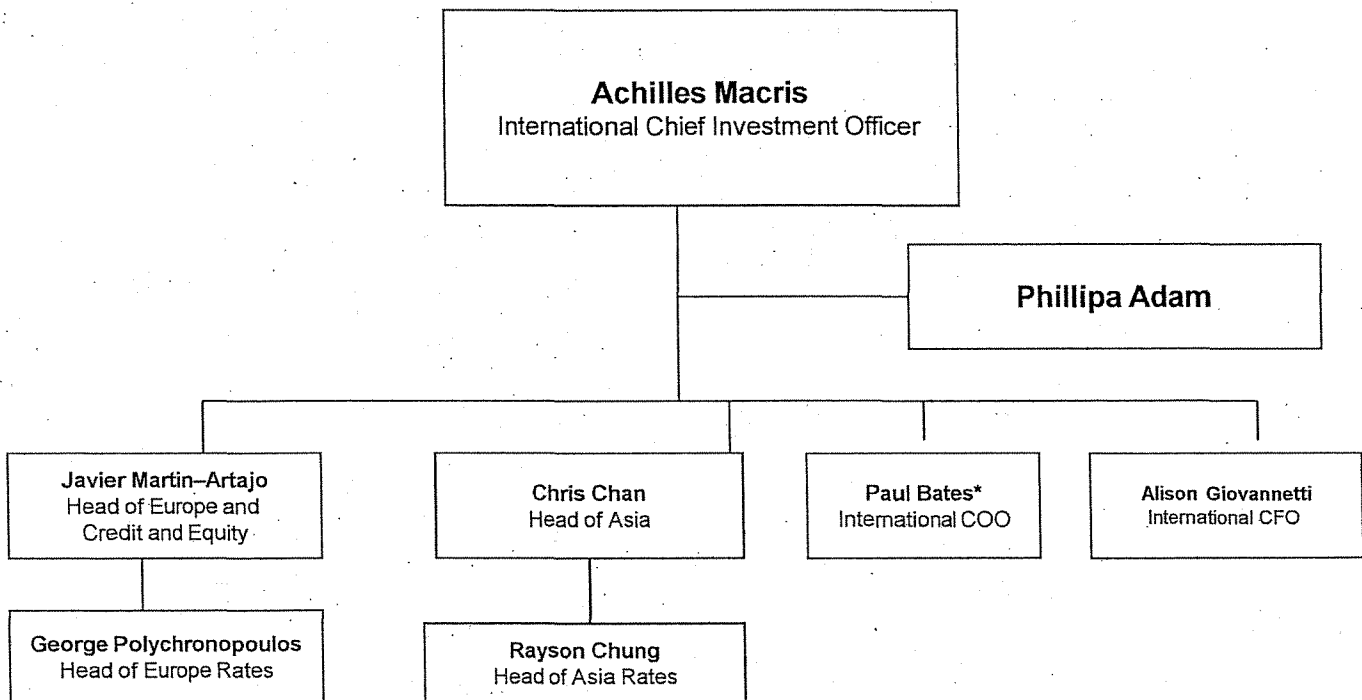 Achilles Macris
International Chief Investment Officer
Phillipa Adam
Javier Martin–Artajo
Head of Europe and
Credit and Equity
Chris Chan
Head of Asia
Paul Bates*
International COO
Alison Giovannetti
International CFO
George Polychronopoulos
Head of Europe Rates
Rayson Chung
Head of Asia Rates